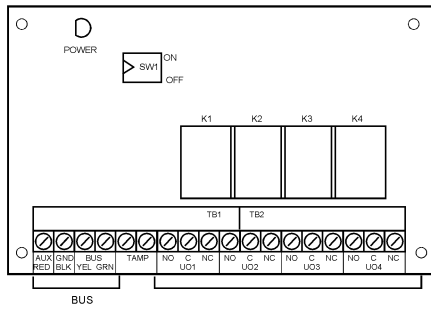 POWER
ON
SW1
OFF
K1 K2 K3 K4
TB1 TB2
AUX GND BUS TAMP NO C NC NO C NC NO C NC NO C NC
RED BLK YEL GRN UO1 UO2 UO3 UO4
BUS